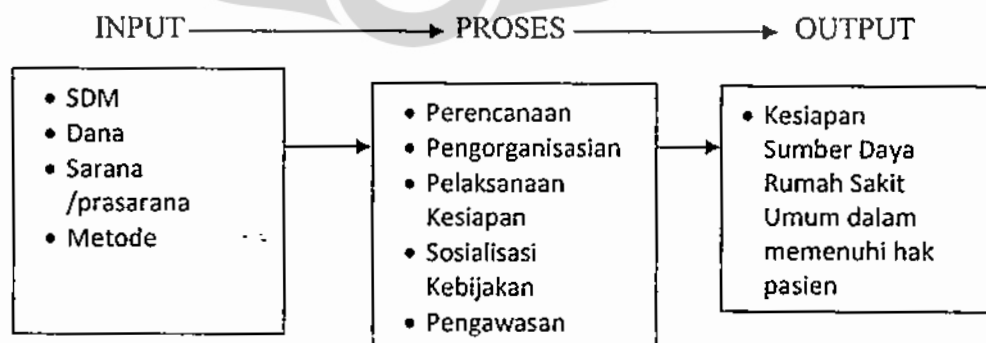 INPUT PROSES OUTPUT
• SDM
• Dana
• Sarana
/prasarana
• Metode
• Perencanaan
• Pengorganisasian
• Pelaksanaan
Kesiapan
• Sosialisasi
Kebijakan
• Pengawasan
• Kesiapan
Sumber Daya
Rumah Sakit
Umum dalam
memenuhi hak
pasien